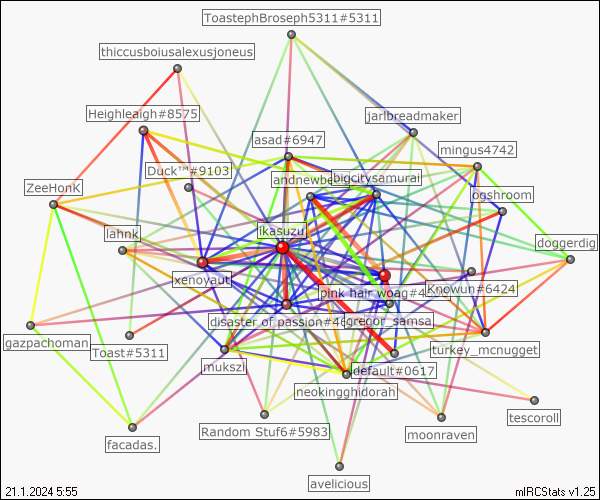 ToastephBroseph5311#5311
thiccusboiusalexusjoneus
Heighleigh#8575
jarlbreadmaker
asad#6947
mingus4742
Duck™#9103
andnewberg
bigcitysamurai
ZeeHonk
ogshroom
ikasuzu
lahnk
doggerdig
xenoyaut
pink hair woag#4
Knowun#6424
disaster of passion#4
gregor_samsa
gazpachoman
Toast#5311
turkey_mcnugget
mukszi
default#0617
neokingghidorah
tescoroll
Random Stuf6#5983
moonraven
facadas.
avelicious
21.1.2024 5:55
mIRCStats v1.25